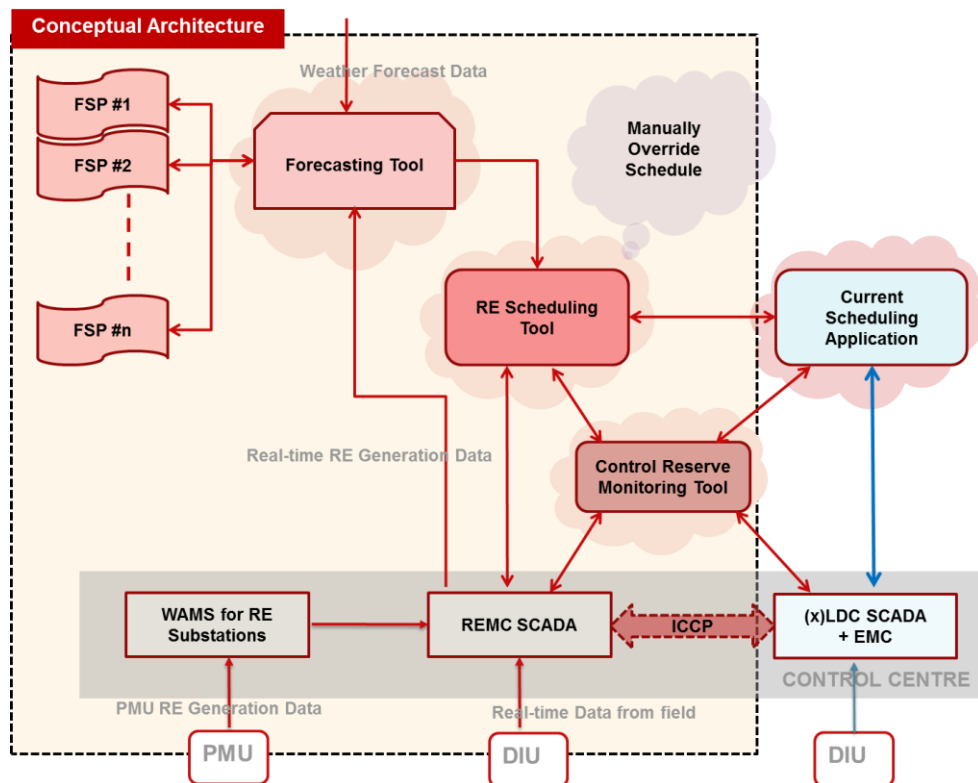 Conceptual Architecture
Weather Forecast Data
FSP #1
FSP #2
FSP #n
Forecasting Tool
Manually
Override
Schedule
RE Scheduling
Tool
Current
Scheduling
Application
Real-time RE Generation Data
Control Reserve
Monitoring Tool
WAMS for RE
Substations
REMC SCADA
ICCP
(x)LDC SCADA
+ EMC
CONTROL CENTRE
PMU RE Generation Data
Real-time Data from field
PMU
DIU
DIU